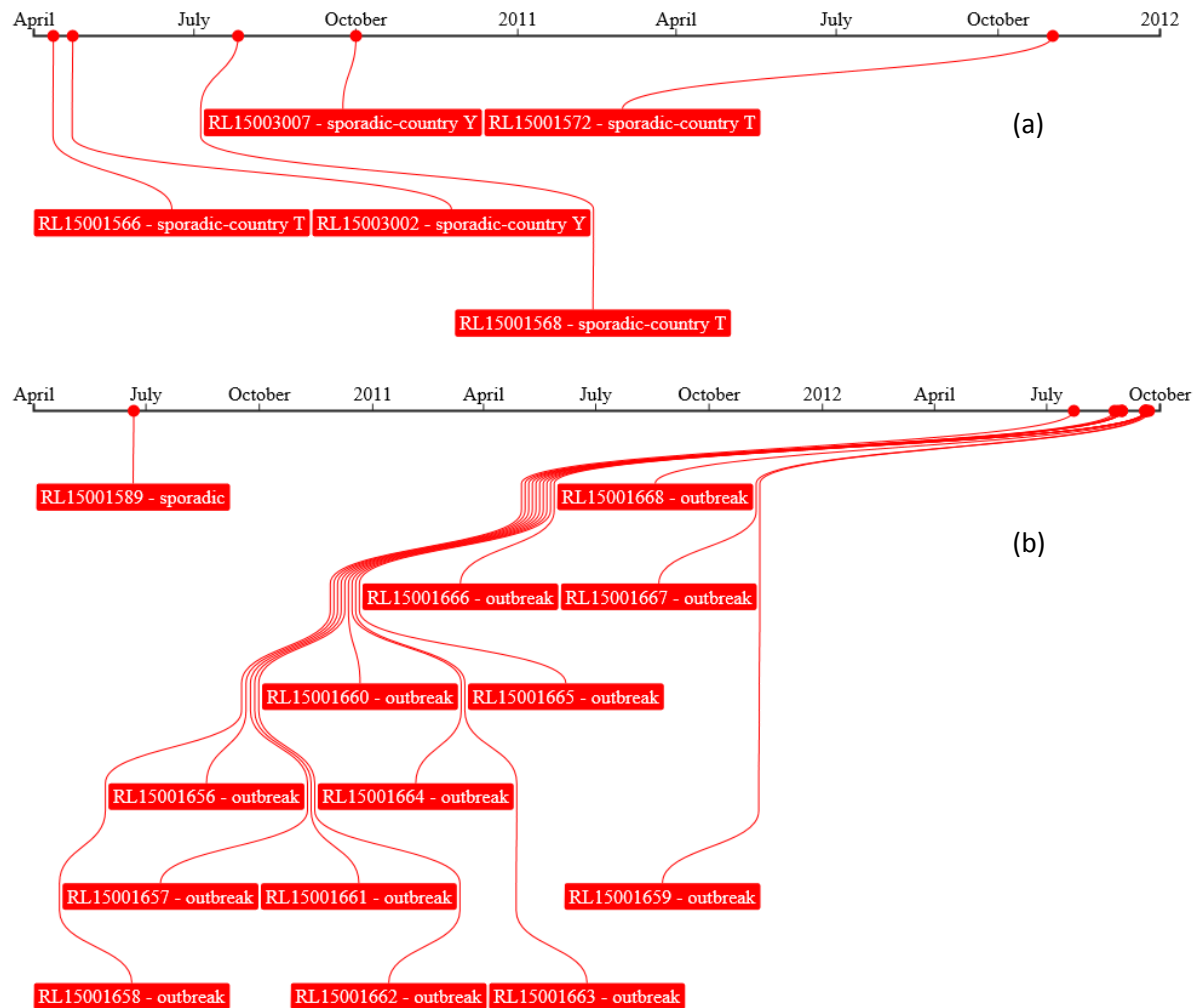 April July October 2011 April July October 2012
RL15003007 - sporadic-country Y RL15001572 - sporadic-country T (a)
RL15001566 - sporadic-country T RL15003002 - sporadic-country Y
RL15001568 - sporadic-country T
April July October 2011 April July October 2012 April July October
RL15001589 - sporadic RL15001668 - outbreak
(b)
RL15001666 - outbreak RL15001667 - outbreak
RL15001660 - outbreak RL15001665 - outbreak
RL15001656 - outbreak RL15001664 - outbreak
RL15001657 - outbreak RL15001661 - outbreak RL15001659 - outbreak
RL15001658 - outbreak RL15001662 - outbreak RL15001663 - outbreak